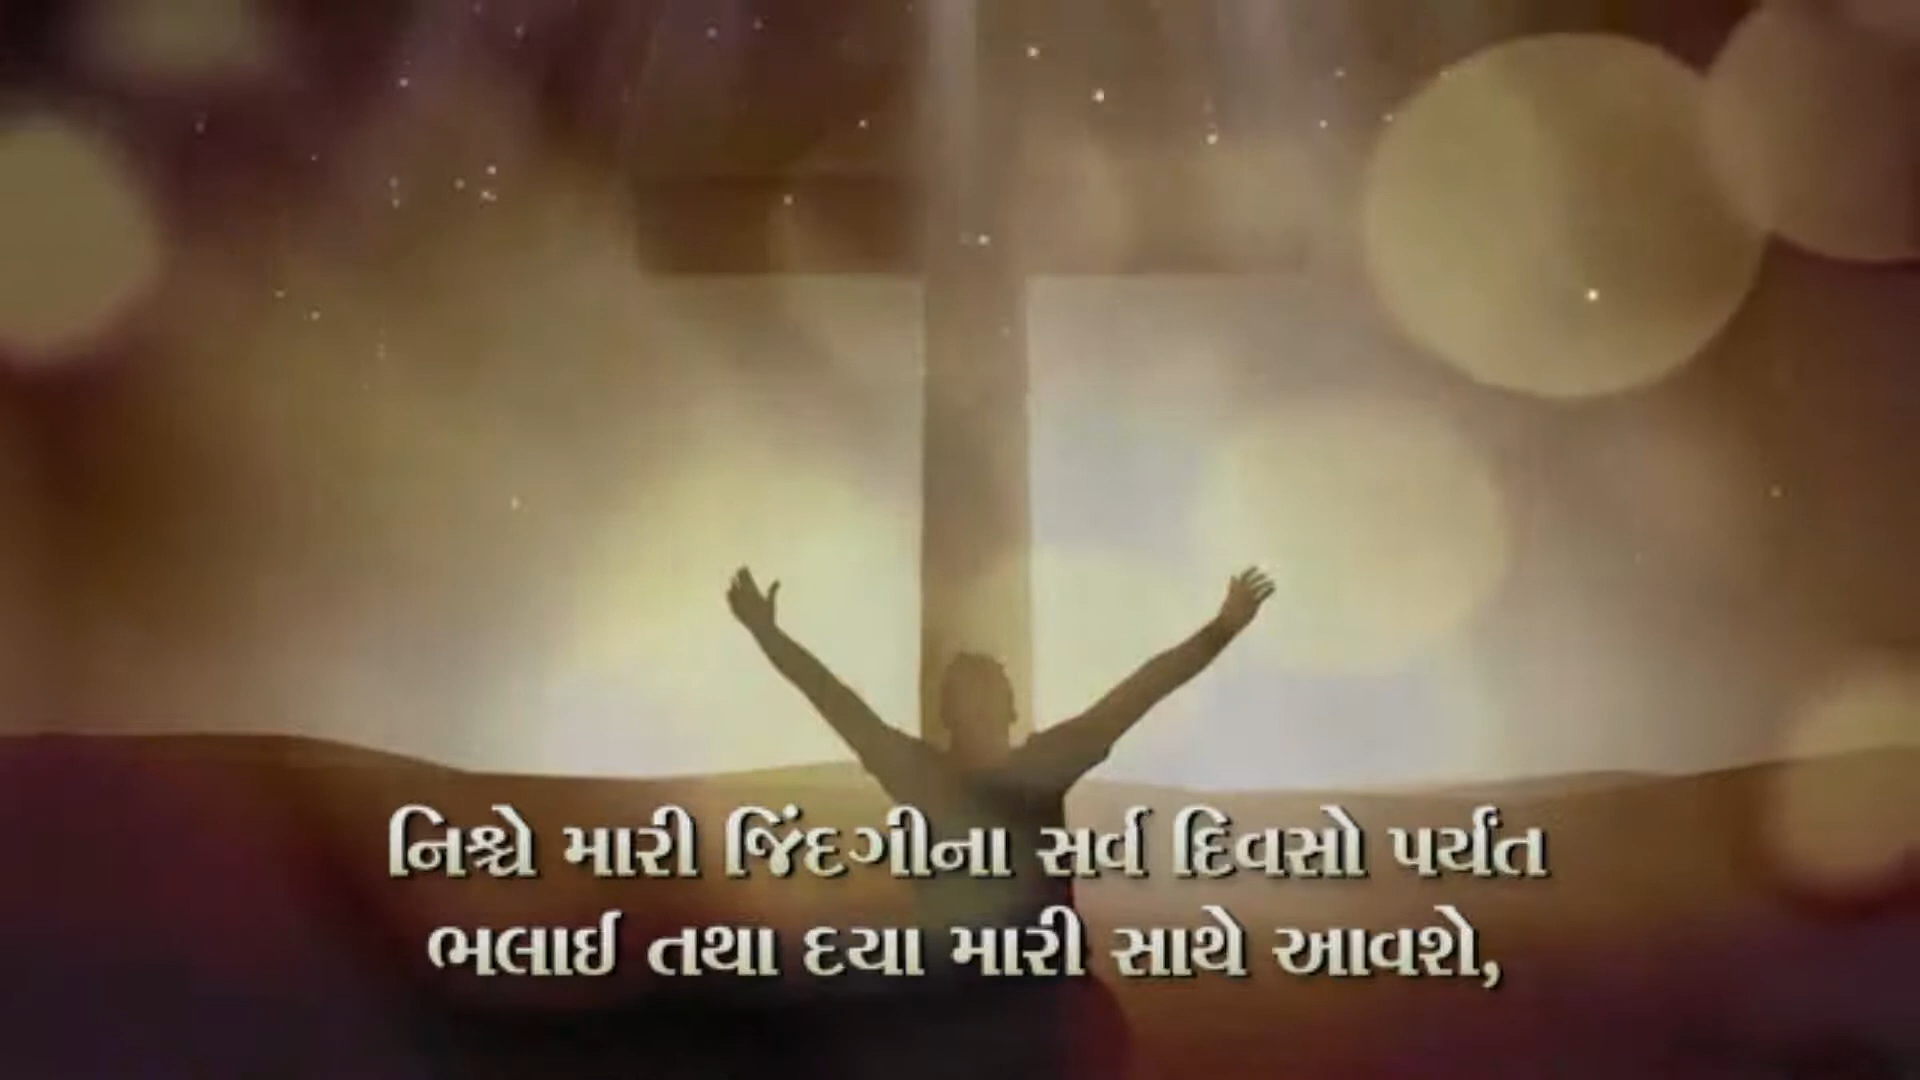 નિશ્ચે મારી જિંદગીના સર્વ દિવસો પર્યંત
ભલાઈ તથા દયા મારી સાથે આવશે,